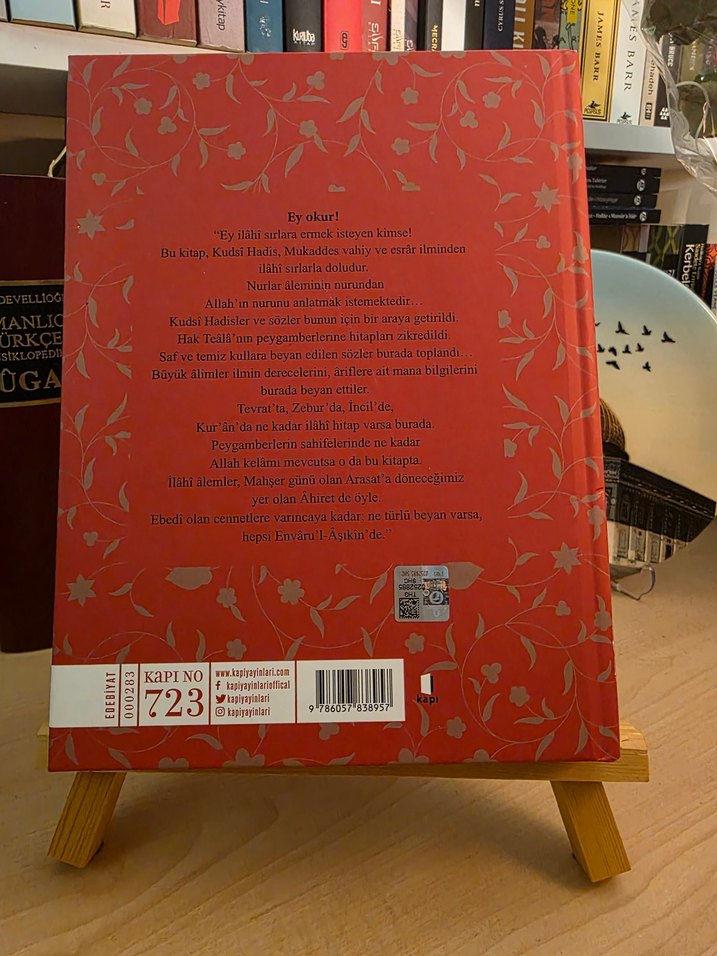 kitap
JAMES BARR
JAMES BARR
DEVELLİOĞ
MANLIC
TÜRKÇE
SİKLOPEDİ
ÛGA
Ey okur!
“Ey ilâhî sırlara ermek isteyen kimse!
Bu kitap, Kudsî Hadis, Mukaddes vahiy ve esrâr ilminden
ilâhî sırlarla doludur.
Nurlar âleminin nurundan
Allah’ın nurunu anlatmak istemektedir…
Kudsî Hadisler ve sözler bunun için bir araya getirildi.
Hak Teâlâ’nın peygamberlerine hitapları zikredildi.
Saf ve temiz kullara beyan edilen sözler burada toplandı…
Büyük âlimler ilmin derecelerini, âriflere ait mana bilgilerini
burada beyan ettiler.
Tevrat’ta, Zebur’da, İncil’de,
Kur’ân’da ne kadar ilâhî hitap varsa burada.
Peygamberlerin sahifelerinde ne kadar
Allah kelâmı mevcutsa o da bu kitapta.
İlâhî âlemler, Mahşer günü olan Arasat’a döneceğimiz
yer olan Âhiret de öyle.
Ebedî olan cennetlere varıncaya kadar; ne türlü beyan varsa,
hepsi Envâru’l-Âşıkîn’de.”
EDEBİYAT
000283
KAPI NO
723
www.kapiyayinlari.com
kapiyayinlarioffical
kapiyayinlari
kapiyayinlari
9 786057 838957
kapı